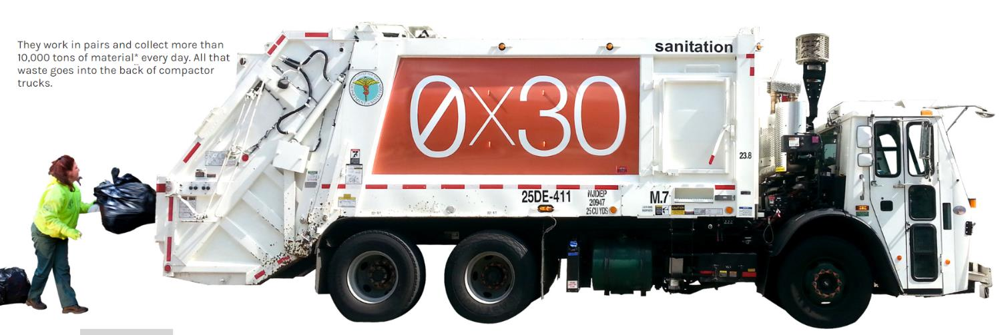 They work in pairs and collect more than
10,000 tons of material* every day. All that
waste goes into the back of compactor
trucks.
sanitation
0X30
23.8
25DE-411
NJDEP
20947
25 CU YDS
M.7
CAUTION